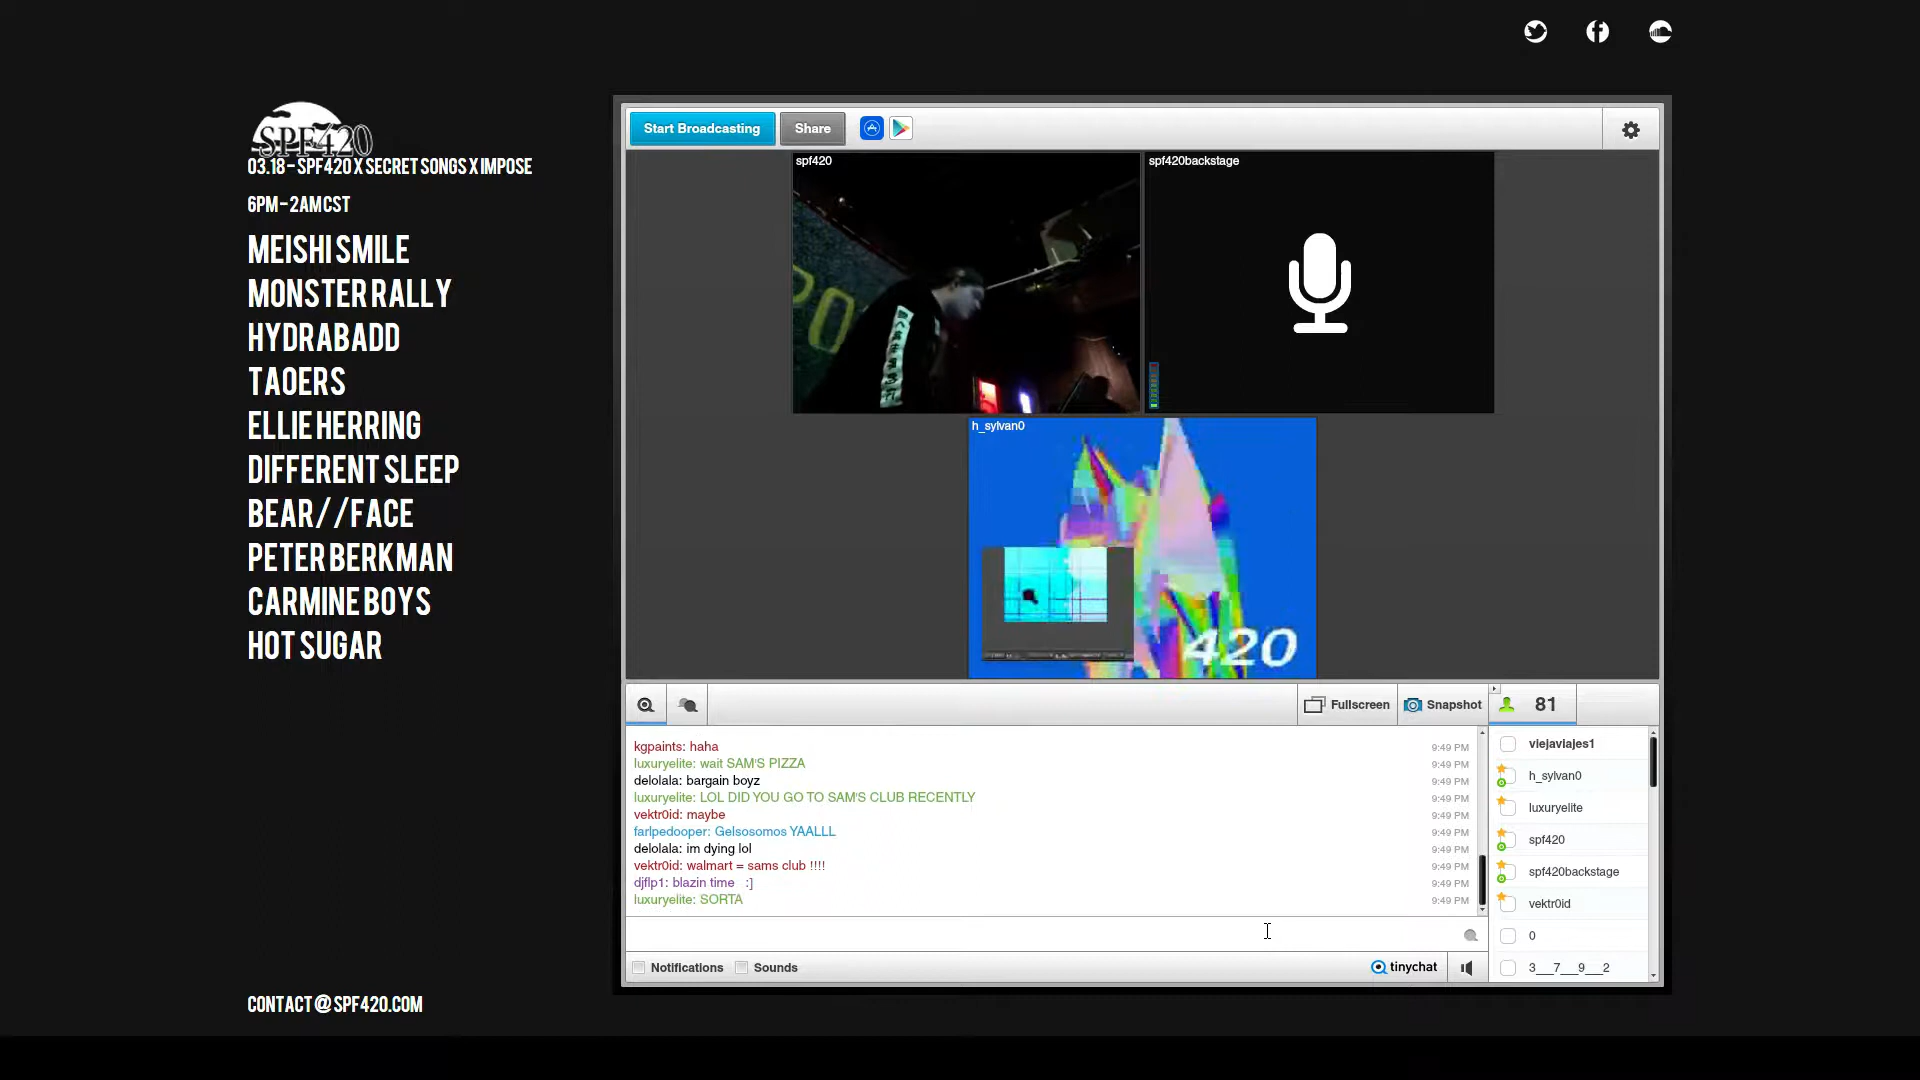 SPF420
03.18 - SPF420 X SECRET SONGS X IMPOSE
6PM-2AM CST
MEISHI SMILE
MONSTER RALLY
HYDRABADD
TAOERS
ELLIE HERRING
DIFFERENT SLEEP
BEAR//FACE
PETER BERKMAN
CARMINE BOYS
HOT SUGAR
CONTACT@SPF420.COM
Start Broadcasting
Share
spf420
spf420backstage
20
h_sylvan0
420
Fullscreen
Snapshot
81
kgpaints: haha 9:49 PM
luxuryelite: wait SAM'S PIZZA 9:49 PM
delolala: bargain boyz 9:49 PM
luxuryelite: LOL DID YOU GO TO SAM'S CLUB RECENTLY 9:49 PM
vektr0id: maybe 9:49 PM
farlpedooper: Gelsosomos YAALLL 9:49 PM
delolala: im dying lol 9:49 PM
vektr0id: walmart = sams club !!!! 9:49 PM
djflp1: blazin time :] 9:49 PM
luxuryelite: SORTA 9:49 PM
Notifications
Sounds
tinychat
viejaviajes1
h_sylvan0
luxuryelite
spf420
spf420backstage
vektr0id
0
3__7__9__2